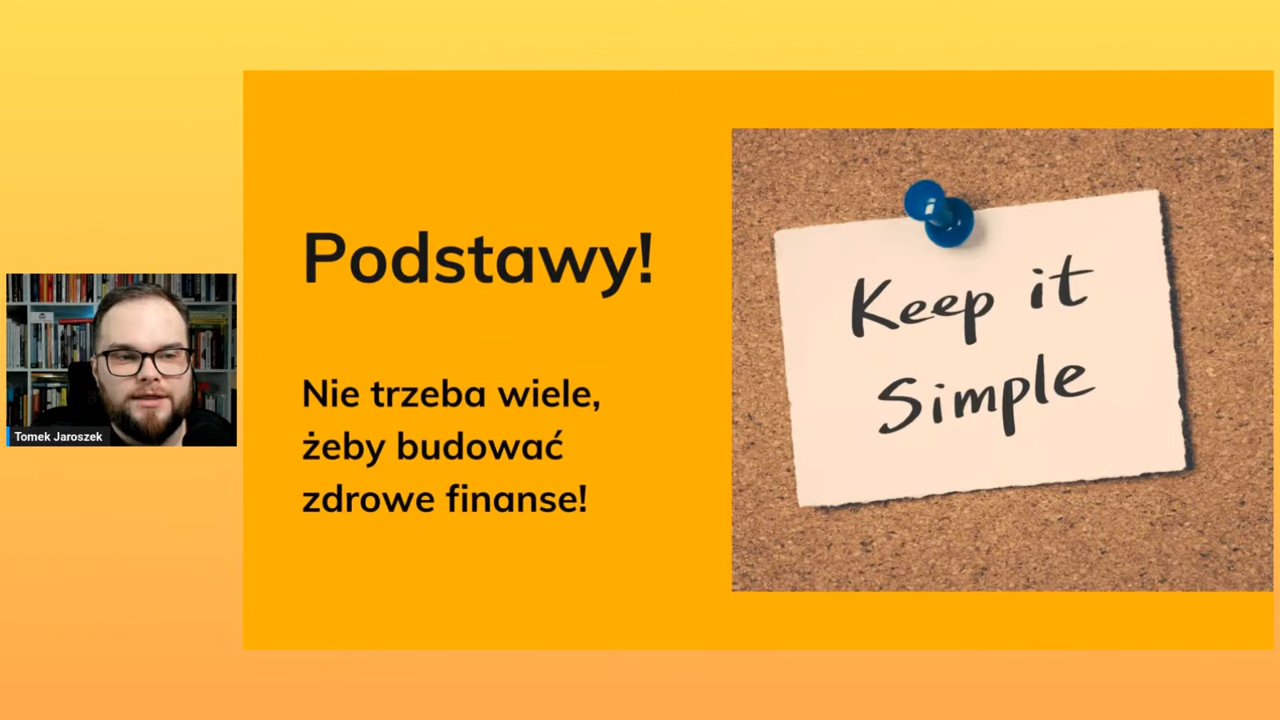 Podstawy!
Nie trzeba wiele,
żeby budować
zdrowe finanse!
Keep it
Simple
Tomek Jaroszek